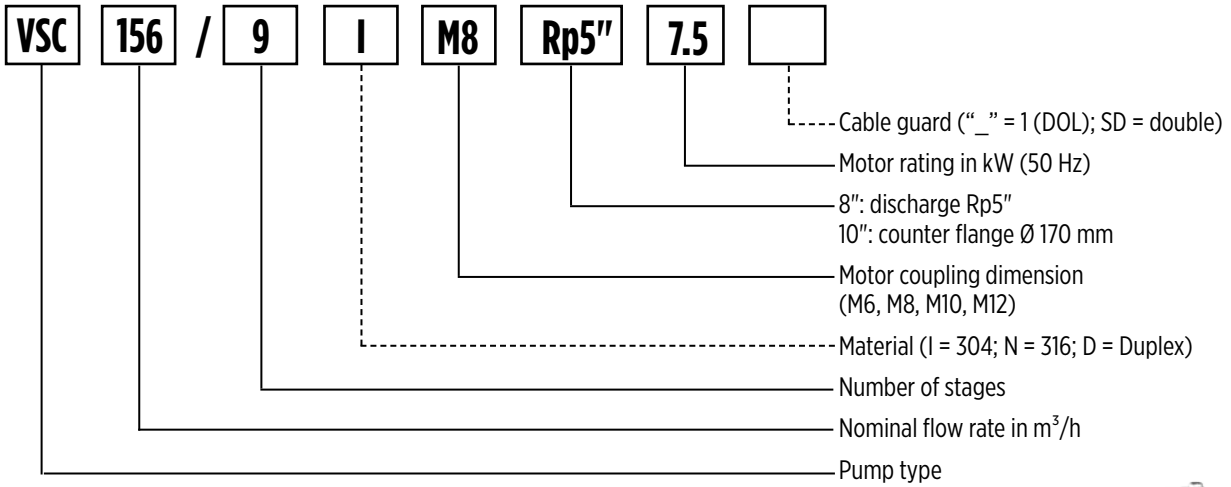 VSC 156 / 9 I M8 Rp5" 7.5
Cable guard (“_” = 1 (DOL); SD = double)
Motor rating in kW (50 Hz)
8": discharge Rp5"
10": counter flange Ø 170 mm
Motor coupling dimension
(M6, M8, M10, M12)
Material (I = 304; N = 316; D = Duplex)
Number of stages
Nominal flow rate in m³/h
Pump type